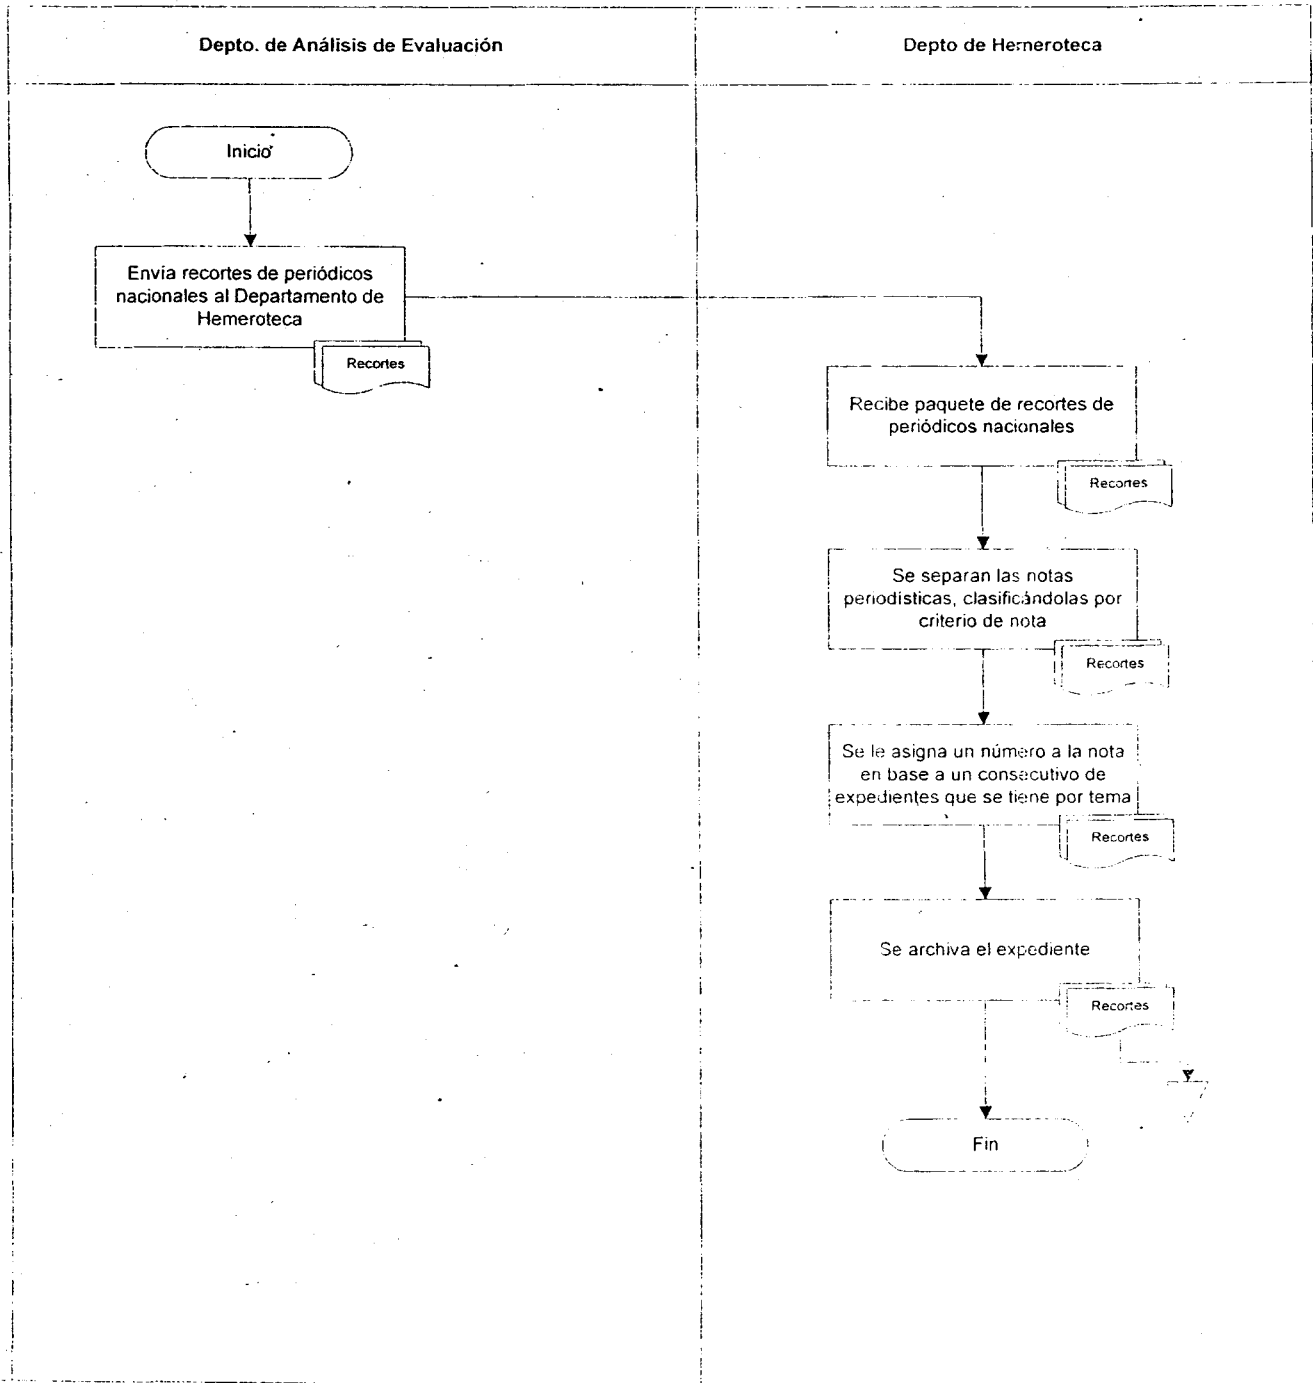 Depto. de Análisis de Evaluación
Depto de Hemeroteca
Inicio
Envía recortes de periódicos
nacionales al Departamento de
Hemeroteca
Recortes
Recibe paquete de recortes de
periódicos nacionales
Recortes
Se separan las notas
periodísticas, clasificándolas por
criterio de nota
Recortes
Se le asigna un número a la nota
en base a un consecutivo de
expedientes que se tiene por tema
Recortes
Se archiva el expediente
Recortes
Fin